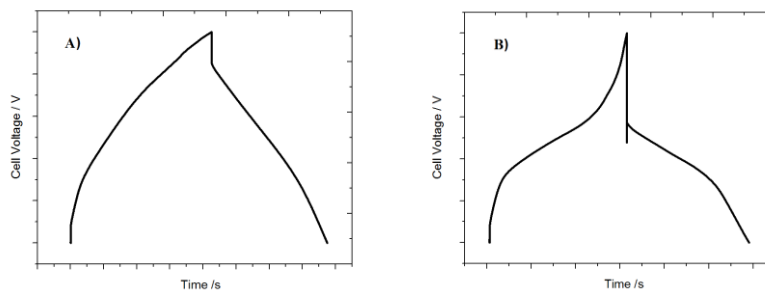 A)
Cell Voltage / V
Time /s
B)
Cell Voltage / V
Time /s